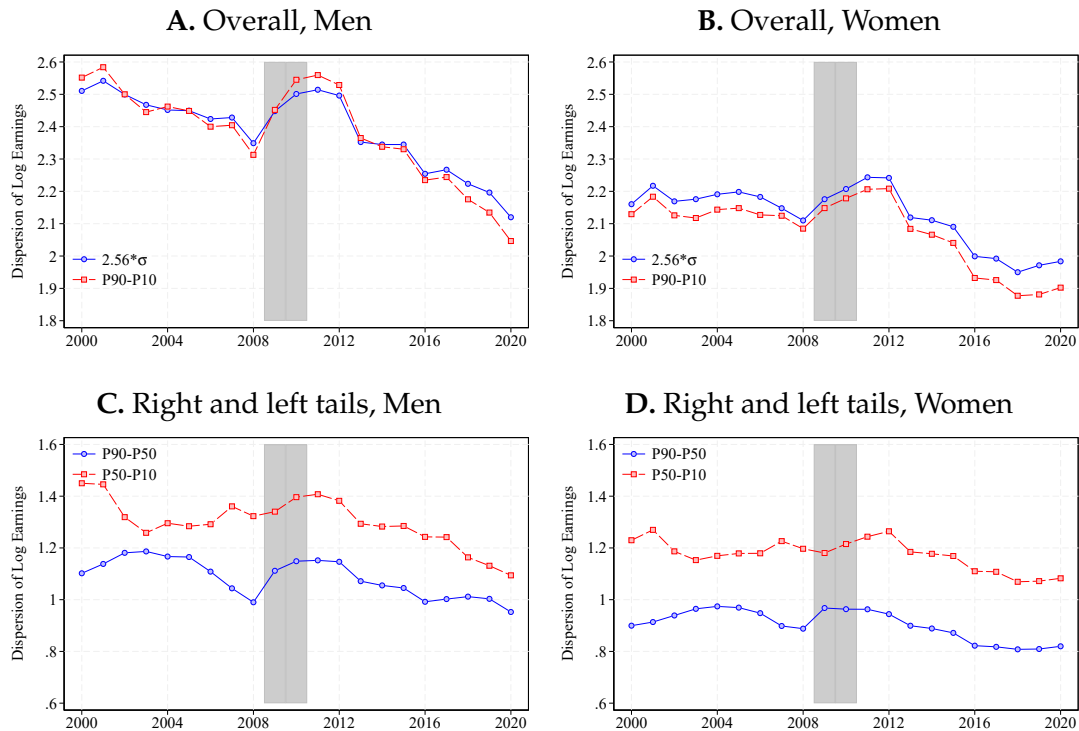 A. Overall, Men
Dispersion of Log Earnings
2.6
2.5
2.4
2.3
2.2
2.1
2
1.9
1.8
2.56*σ
P90-P10
2000 2004 2008 2012 2016 2020
B. Overall, Women
Dispersion of Log Earnings
2.6
2.5
2.4
2.3
2.2
2.1
2
1.9
1.8
2.56*σ
P90-P10
2000 2004 2008 2012 2016 2020
C. Right and left tails, Men
Dispersion of Log Earnings
1.6
1.4
1.2
1
.8
.6
P90-P50
P50-P10
2000 2004 2008 2012 2016 2020
D. Right and left tails, Women
Dispersion of Log Earnings
1.6
1.4
1.2
1
.8
.6
P90-P50
P50-P10
2000 2004 2008 2012 2016 2020